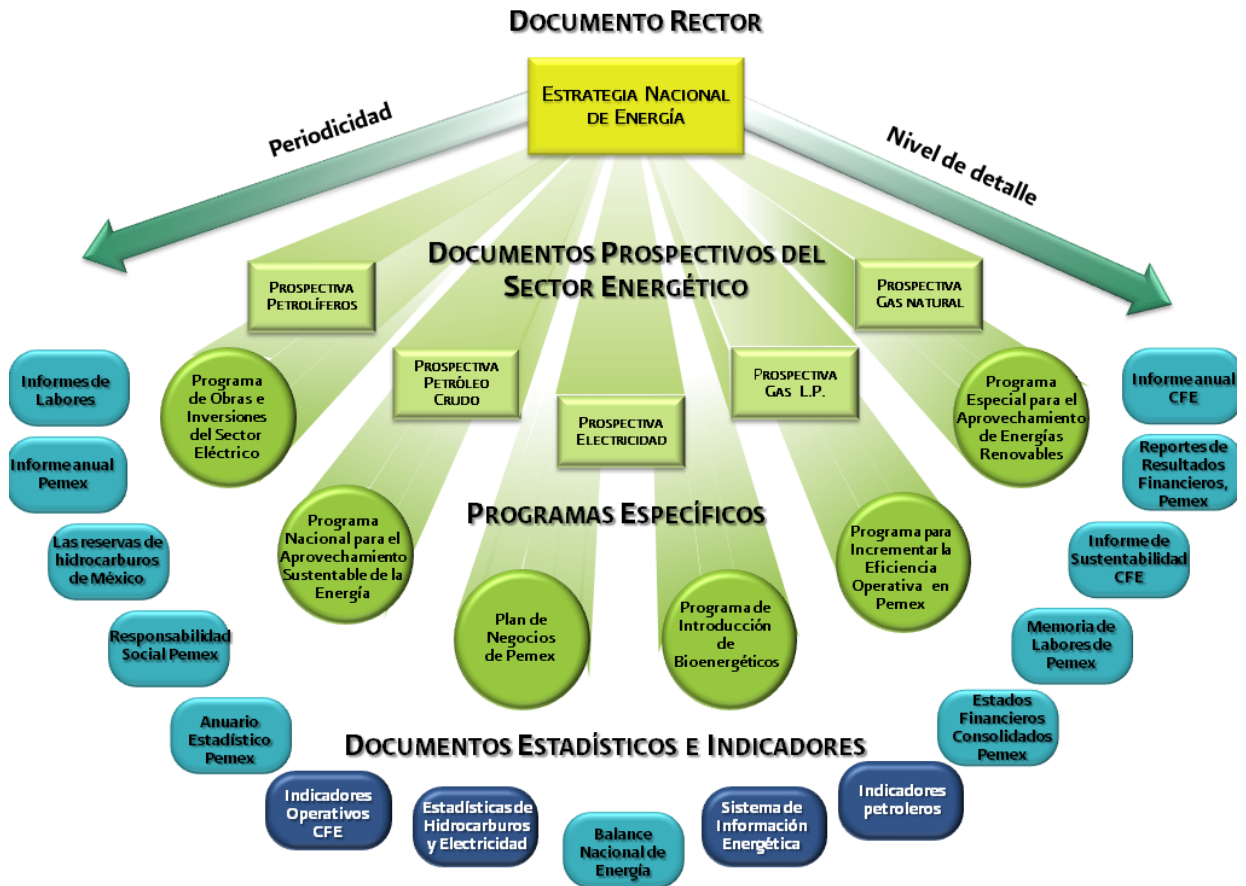 DOCUMENTO RECTOR
ESTRATEGIA NACIONAL
DE ENERGÍA
Periodicidad
Nivel de detalle
DOCUMENTOS PROSPECTIVOS DEL
SECTOR ENERGÉTICO
PROSPECTIVA
PETROLÍFEROS
PROSPECTIVA
GAS NATURAL
PROSPECTIVA
PETRÓLEO
CRUDO
PROSPECTIVA
GAS L.P.
PROSPECTIVA
ELECTRICIDAD
Programa
de Obras e
Inversiones
del Sector
Eléctrico
Programa
Especial para el
Aprovechamiento
de Energías
Renovables
PROGRAMAS ESPECÍFICOS
Programa
Nacional para el
Aprovechamiento
Sustentable de la
Energía
Programa para
Incrementar la
Eficiencia
Operativa en
Pemex
Plan de
Negocios
de Pemex
Programa de
Introducción
de
Bioenergéticos
Informes de
Labores
Informe anual
Pemex
Las reservas de
hidrocarburos
de México
Responsabilidad
Social Pemex
Anuario
Estadístico
Pemex
Informe anual
CFE
Reportes de
Resultados
Financieros,
Pemex
Informe de
Sustentabilidad
CFE
Memoria de
Labores de
Pemex
Estados
Financieros
Consolidados
Pemex
DOCUMENTOS ESTADÍSTICOS E INDICADORES
Indicadores
Operativos
CFE
Estadísticas de
Hidrocarburos
y Electricidad
Balance
Nacional de
Energía
Sistema de
Información
Energética
Indicadores
petroleros